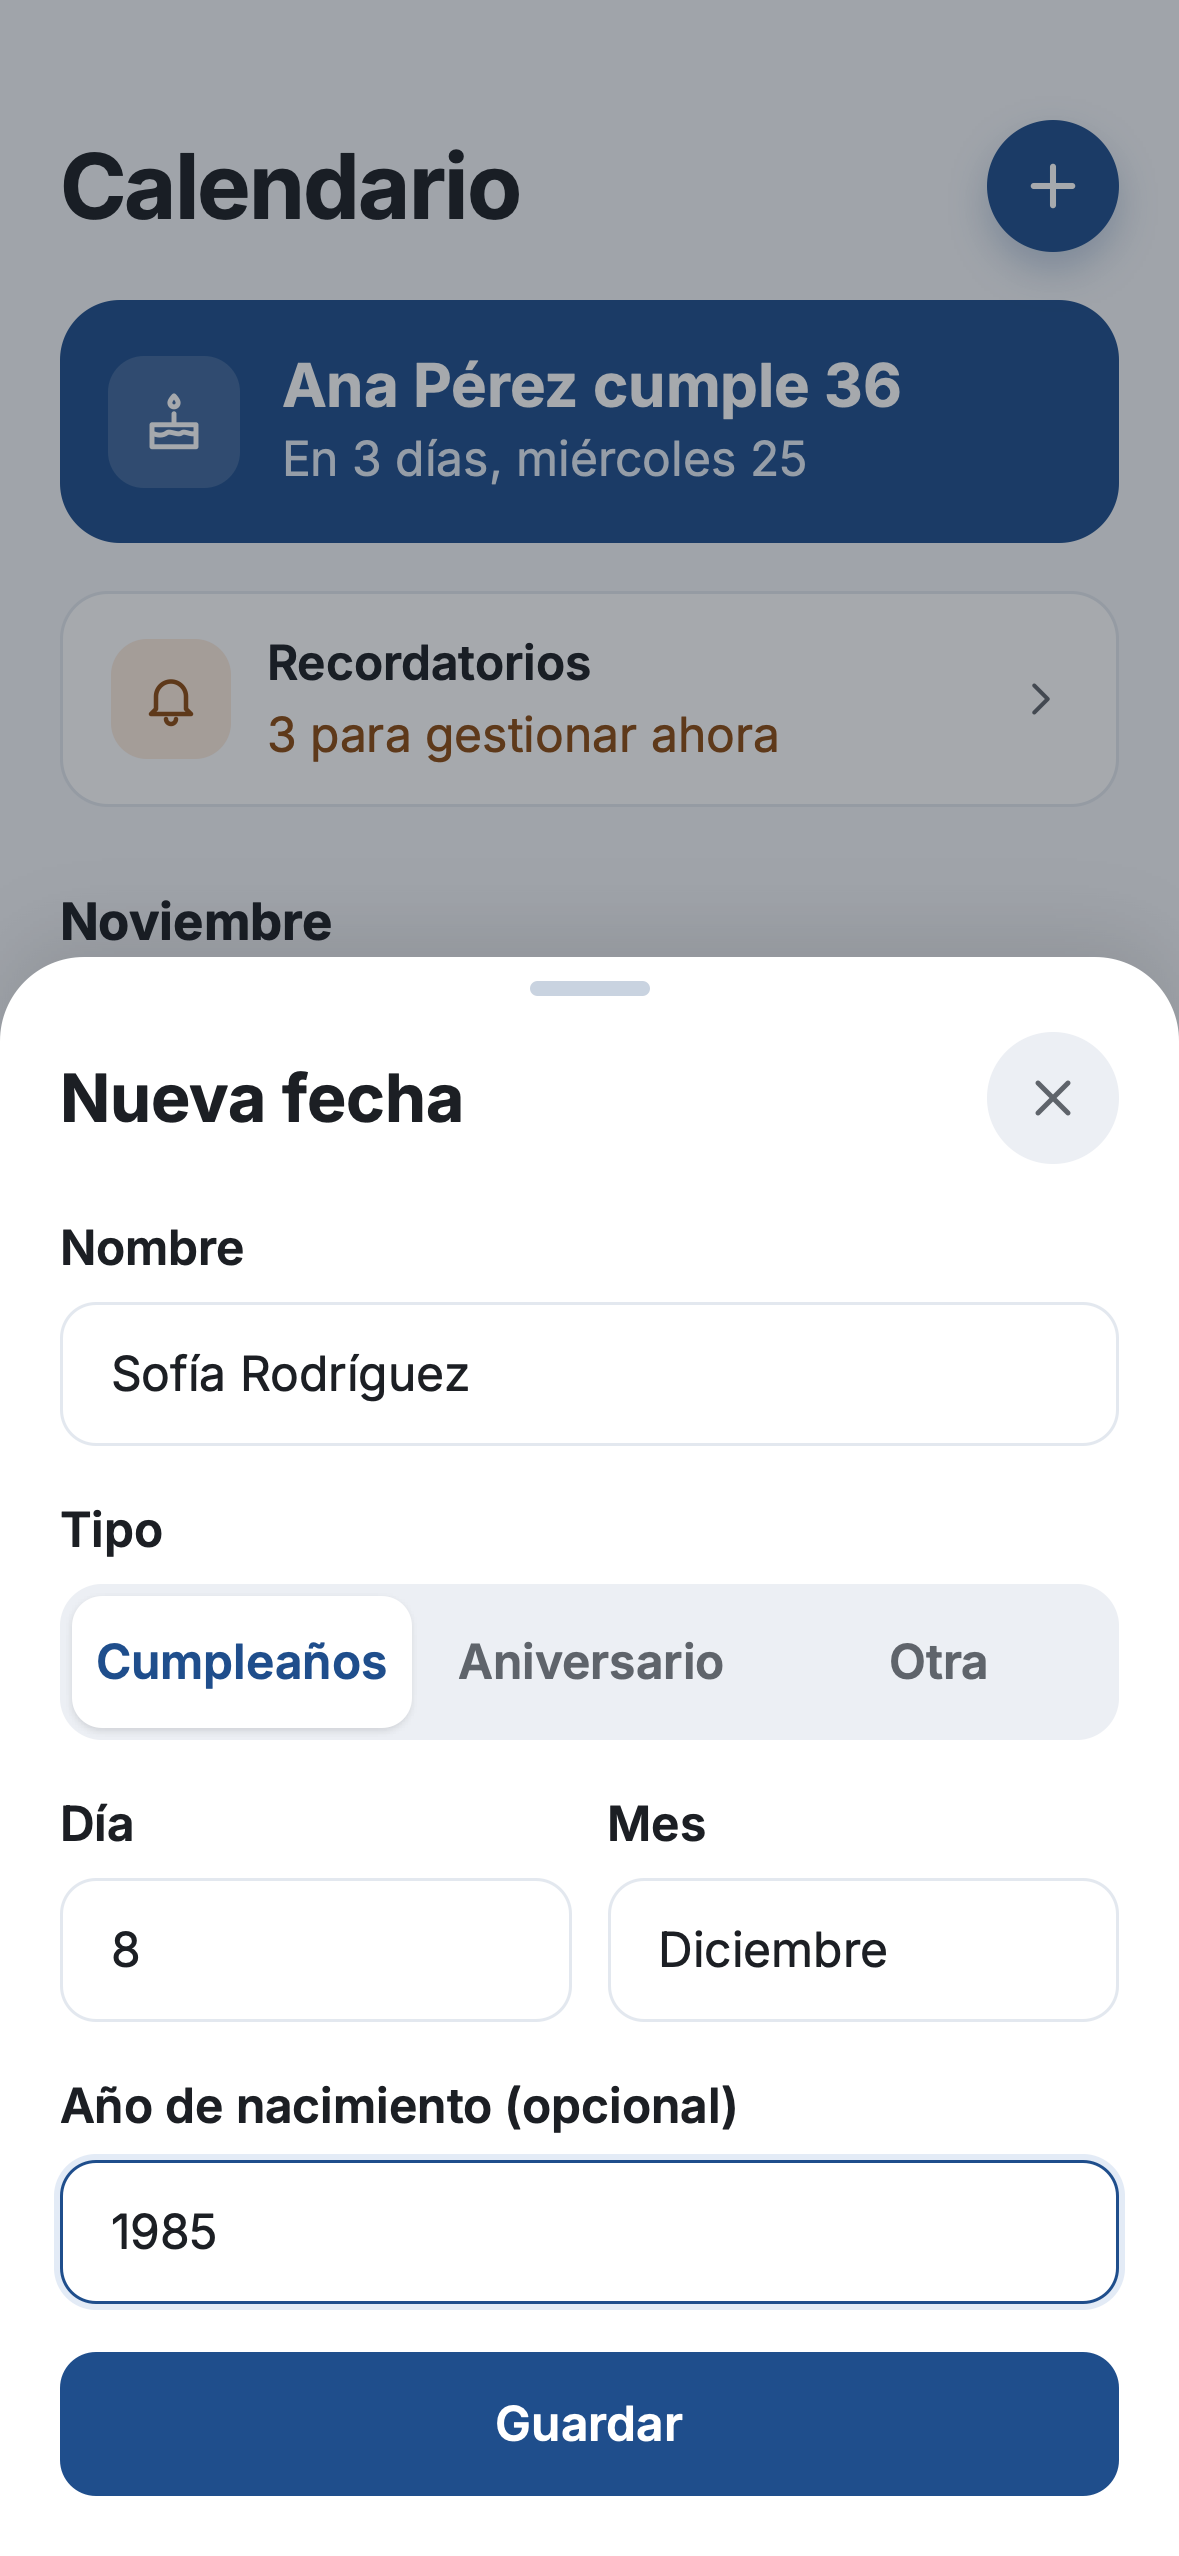 Calendario
Ana Pérez cumple 36
En 3 días, miércoles 25
Recordatorios
3 para gestionar ahora
Noviembre
Nueva fecha
Nombre
Sofía Rodríguez
Tipo
Cumpleaños Aniversario Otra
Día Mes
8 Diciembre
Año de nacimiento (opcional)
1985
Guardar